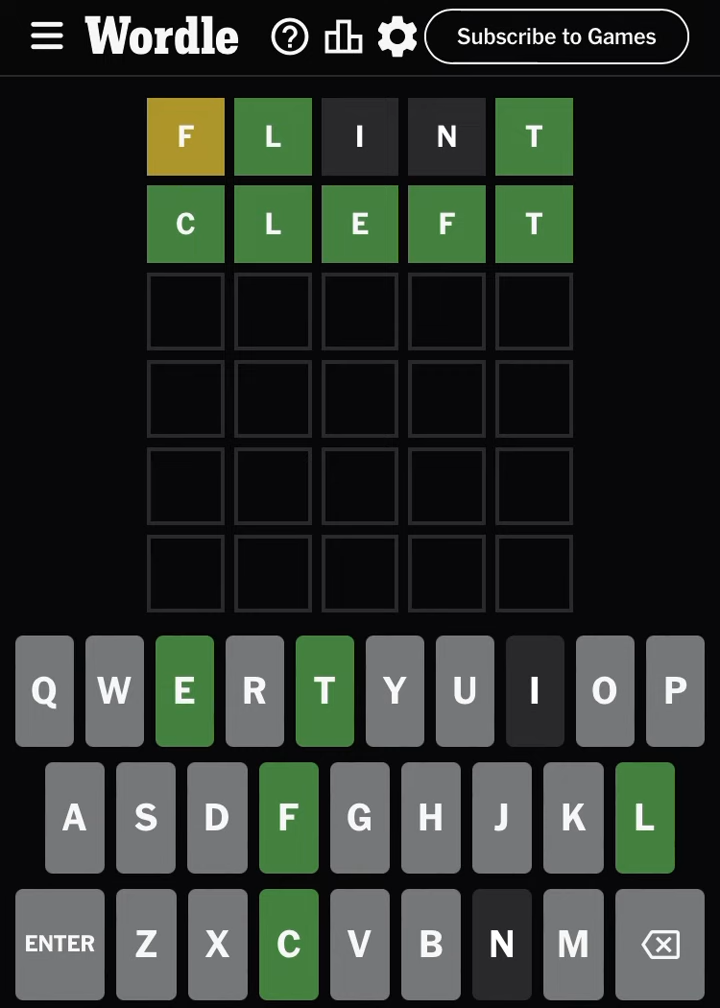 Wordle Subscribe to Games
F L I N T
C L E F T
Q W E R T Y U I O P
A S D F G H J K L
ENTER Z X C V B N M